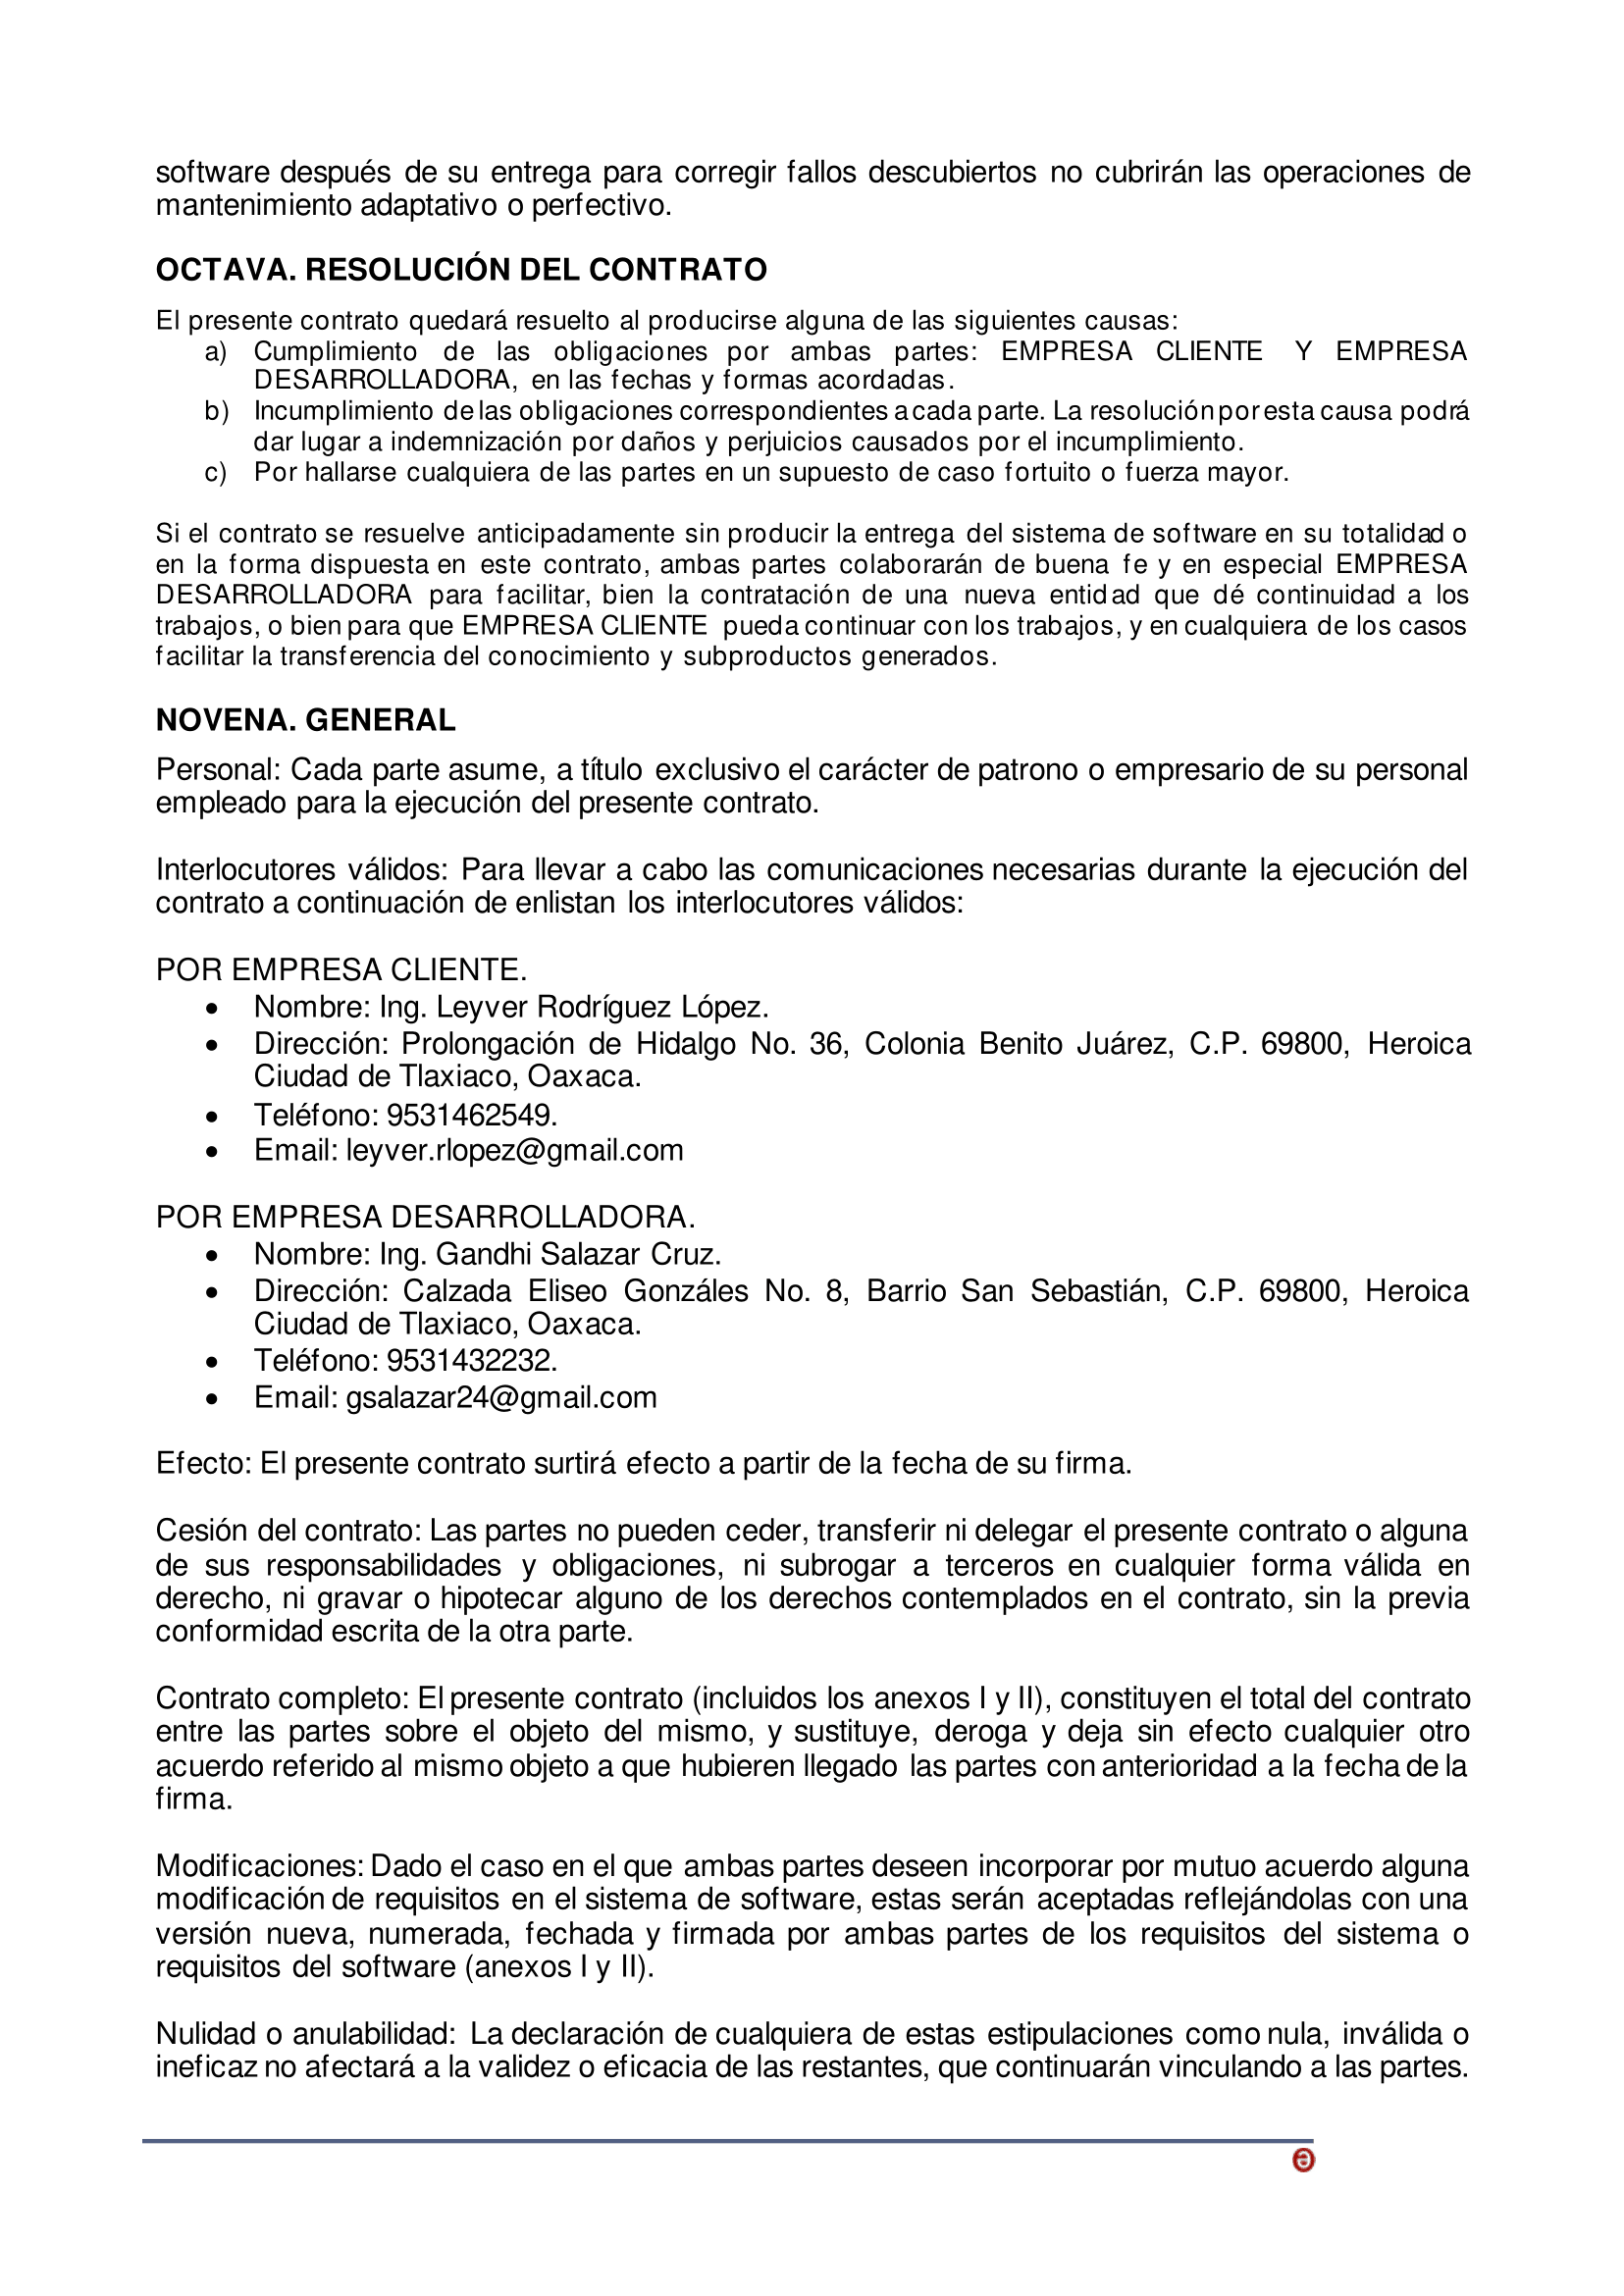 software después de su entrega para corregir fallos descubiertos no cubrirán las operaciones de
mantenimiento adaptativo o perfectivo.
OCTAVA. RESOLUCIÓN DEL CONTRATO
El presente contrato quedará resuelto al producirse alguna de las siguientes causas:
a) Cumplimiento de las obligaciones por ambas partes: EMPRESA CLIENTE Y EMPRESA
DESARROLLADORA, en las fechas y formas acordadas.
b) Incumplimiento de las obligaciones correspondientes a cada parte. La resolución por esta causa podrá
dar lugar a indemnización por daños y perjuicios causados por el incumplimiento.
c) Por hallarse cualquiera de las partes en un supuesto de caso fortuito o fuerza mayor.
Si el contrato se resuelve anticipadamente sin producir la entrega del sistema de software en su totalidad o
en la forma dispuesta en este contrato, ambas partes colaborarán de buena fe y en especial EMPRESA
DESARROLLADORA para facilitar, bien la contratación de una nueva entidad que dé continuidad a los
trabajos, o bien para que EMPRESA CLIENTE pueda continuar con los trabajos, y en cualquiera de los casos
facilitar la transferencia del conocimiento y subproductos generados.
NOVENA. GENERAL
Personal: Cada parte asume, a título exclusivo el carácter de patrono o empresario de su personal
empleado para la ejecución del presente contrato.
Interlocutores válidos: Para llevar a cabo las comunicaciones necesarias durante la ejecución del
contrato a continuación de enlistan los interlocutores válidos:
POR EMPRESA CLIENTE.
• Nombre: Ing. Leyver Rodríguez López.
• Dirección: Prolongación de Hidalgo No. 36, Colonia Benito Juárez, C.P. 69800, Heroica
Ciudad de Tlaxiaco, Oaxaca.
• Teléfono: 9531462549.
• Email: leyver.rlopez@gmail.com
POR EMPRESA DESARROLLADORA.
• Nombre: Ing. Gandhi Salazar Cruz.
• Dirección: Calzada Eliseo Gonzáles No. 8, Barrio San Sebastián, C.P. 69800, Heroica
Ciudad de Tlaxiaco, Oaxaca.
• Teléfono: 9531432232.
• Email: gsalazar24@gmail.com
Efecto: El presente contrato surtirá efecto a partir de la fecha de su firma.
Cesión del contrato: Las partes no pueden ceder, transferir ni delegar el presente contrato o alguna
de sus responsabilidades y obligaciones, ni subrogar a terceros en cualquier forma válida en
derecho, ni gravar o hipotecar alguno de los derechos contemplados en el contrato, sin la previa
conformidad escrita de la otra parte.
Contrato completo: El presente contrato (incluidos los anexos I y II), constituyen el total del contrato
entre las partes sobre el objeto del mismo, y sustituye, deroga y deja sin efecto cualquier otro
acuerdo referido al mismo objeto a que hubieren llegado las partes con anterioridad a la fecha de la
firma.
Modificaciones: Dado el caso en el que ambas partes deseen incorporar por mutuo acuerdo alguna
modificación de requisitos en el sistema de software, estas serán aceptadas reflejándolas con una
versión nueva, numerada, fechada y firmada por ambas partes de los requisitos del sistema o
requisitos del software (anexos I y II).
Nulidad o anulabilidad: La declaración de cualquiera de estas estipulaciones como nula, inválida o
ineficaz no afectará a la validez o eficacia de las restantes, que continuarán vinculando a las partes.